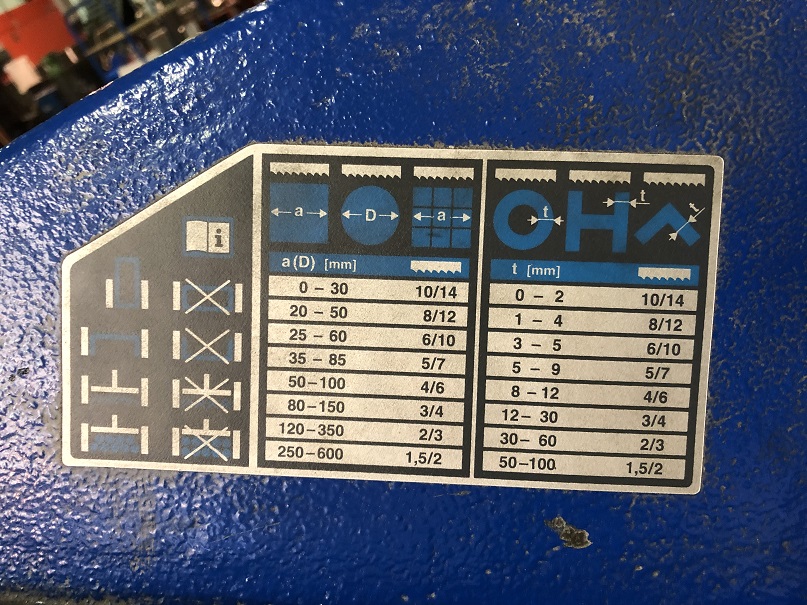 i
a D a
t t t
a (D) [mm]
0 – 30 10/14
20 – 50 8/12
25 – 60 6/10
35 – 85 5/7
50–100 4/6
80–150 3/4
120–350 2/3
250–600 1,5/2
t [mm]
0 – 2 10/14
1 – 4 8/12
3 – 5 6/10
5 – 9 5/7
8 – 12 4/6
12– 30 3/4
30– 60 2/3
50–100 1,5/2